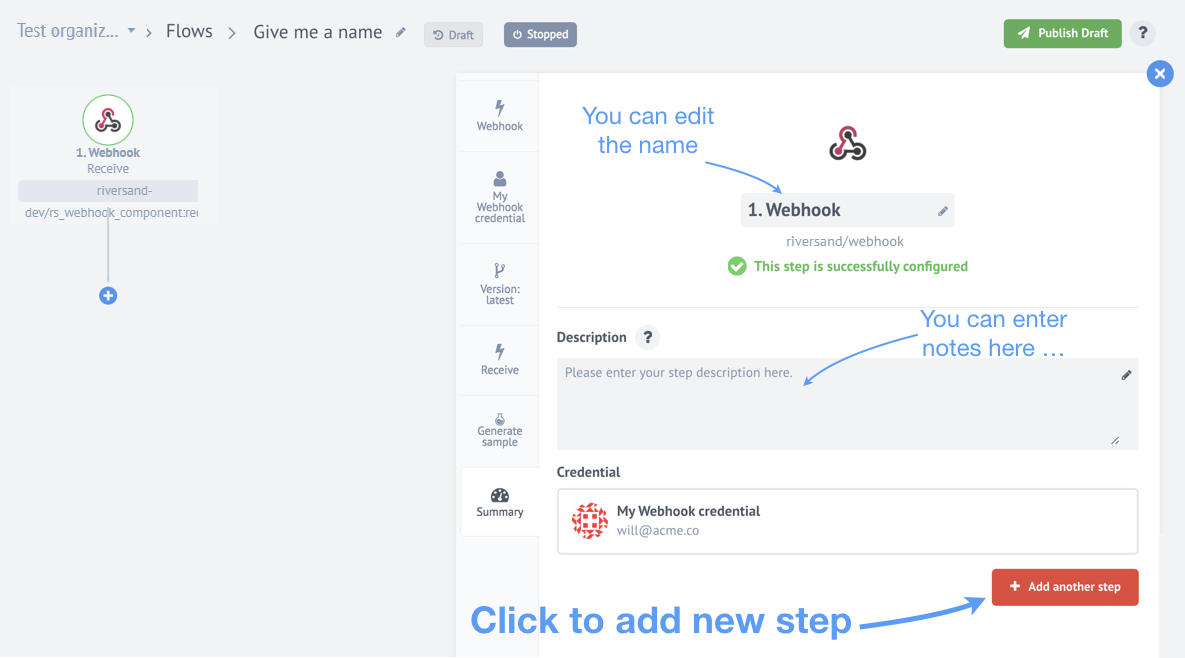 Test organiz...
Flows
Give me a name
Draft
Stopped
Publish Draft
?
1. Webhook
Receive
riversand-
dev/rs_webhook_component:rec
Webhook
My
Webhook
credential
Version:
latest
Receive
Generate
sample
Summary
You can edit
the name
1. Webhook
riversand/webhook
This step is successfully configured
Description ?
You can enter
notes here ...
Please enter your step description here.
Credential
My Webhook credential
will@acme.co
Add another step
Click to add new step